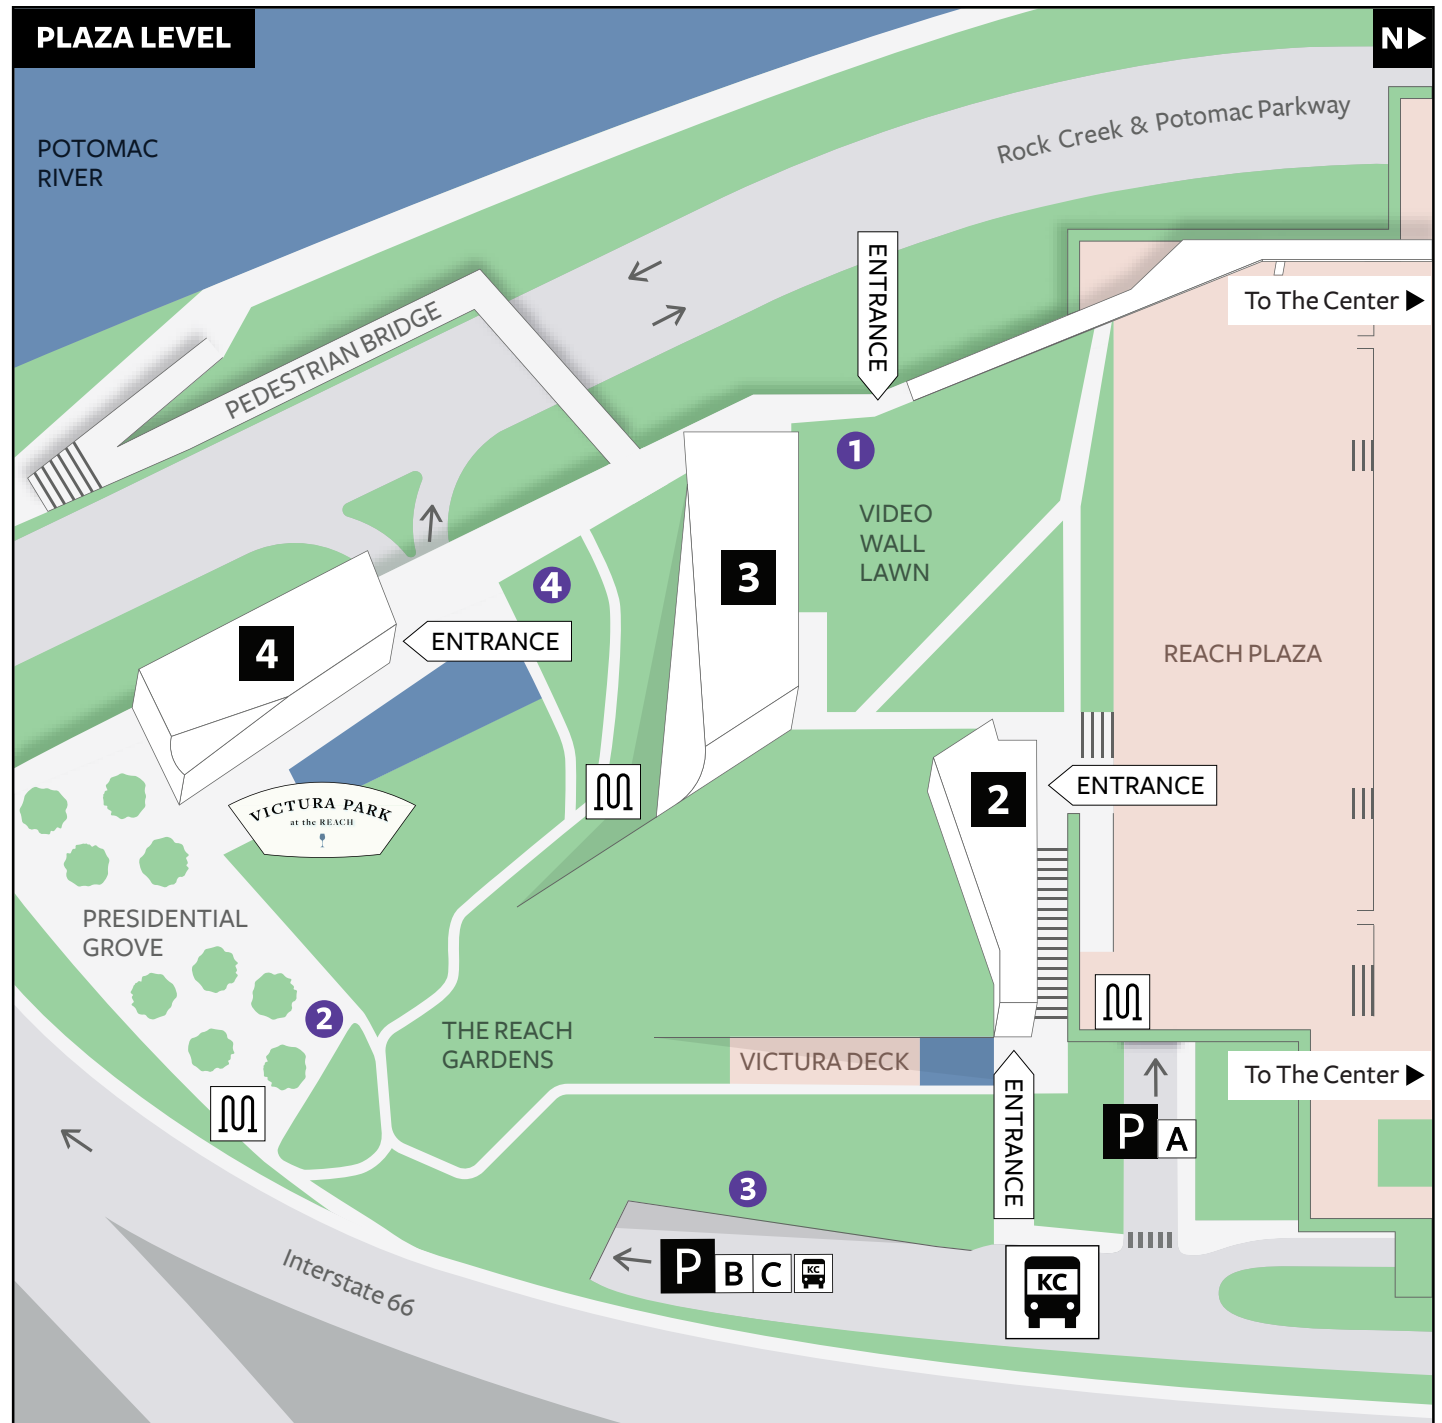 PLAZA LEVEL
N
POTOMAC
RIVER
Rock Creek & Potomac Parkway
ENTRANCE
To The Center
PEDESTRIAN BRIDGE
1
VIDEO
WALL
LAWN
3
4
4
ENTRANCE
REACH PLAZA
2
ENTRANCE
VICTURA PARK
at the REACH
PRESIDENTIAL
GROVE
2
THE REACH
GARDENS
VICTURA DECK
To The Center
ENTRANCE
P A
3
P B C KC
KC
Interstate 66